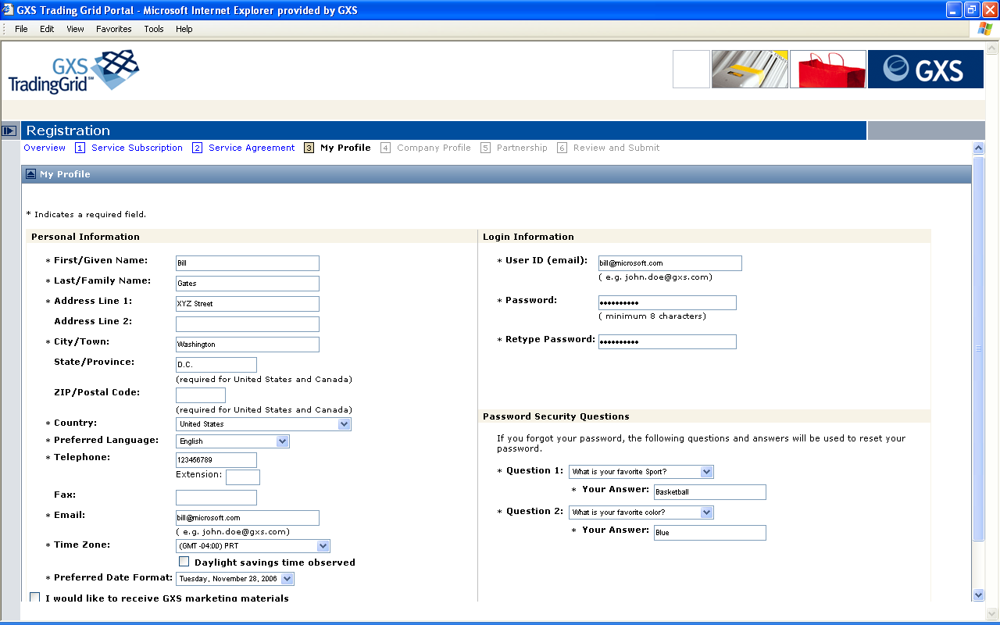 GXS Trading Grid Portal - Microsoft Internet Explorer provided by GXS
File Edit View Favorites Tools Help
GXS
TradingGrid℠
GXS
Registration
Overview 1 Service Subscription 2 Service Agreement 3 My Profile 4 Company Profile 5 Partnership 6 Review and Submit
My Profile
* Indicates a required field.
Personal Information
* First/Given Name: Bill
* Last/Family Name: Gates
* Address Line 1: XYZ Street
Address Line 2:
* City/Town: Washington
State/Province: D.C.
(required for United States and Canada)
ZIP/Postal Code:
(required for United States and Canada)
* Country: United States
* Preferred Language: English
* Telephone: 123456789
Extension:
Fax:
* Email: bill@microsoft.com
( e.g. john.doe@gxs.com)
* Time Zone: (GMT -04:00) PRT
Daylight savings time observed
* Preferred Date Format: Tuesday, November 28, 2006
I would like to receive GXS marketing materials
Login Information
* User ID (email): bill@microsoft.com
( e.g. john.doe@gxs.com)
* Password: ••••••••••
( minimum 8 characters)
* Retype Password: ••••••••••
Password Security Questions
If you forgot your password, the following questions and answers will be used to reset your
password.
* Question 1: What is your favorite Sport?
* Your Answer: Basketball
* Question 2: What is your favorite color?
* Your Answer: Blue